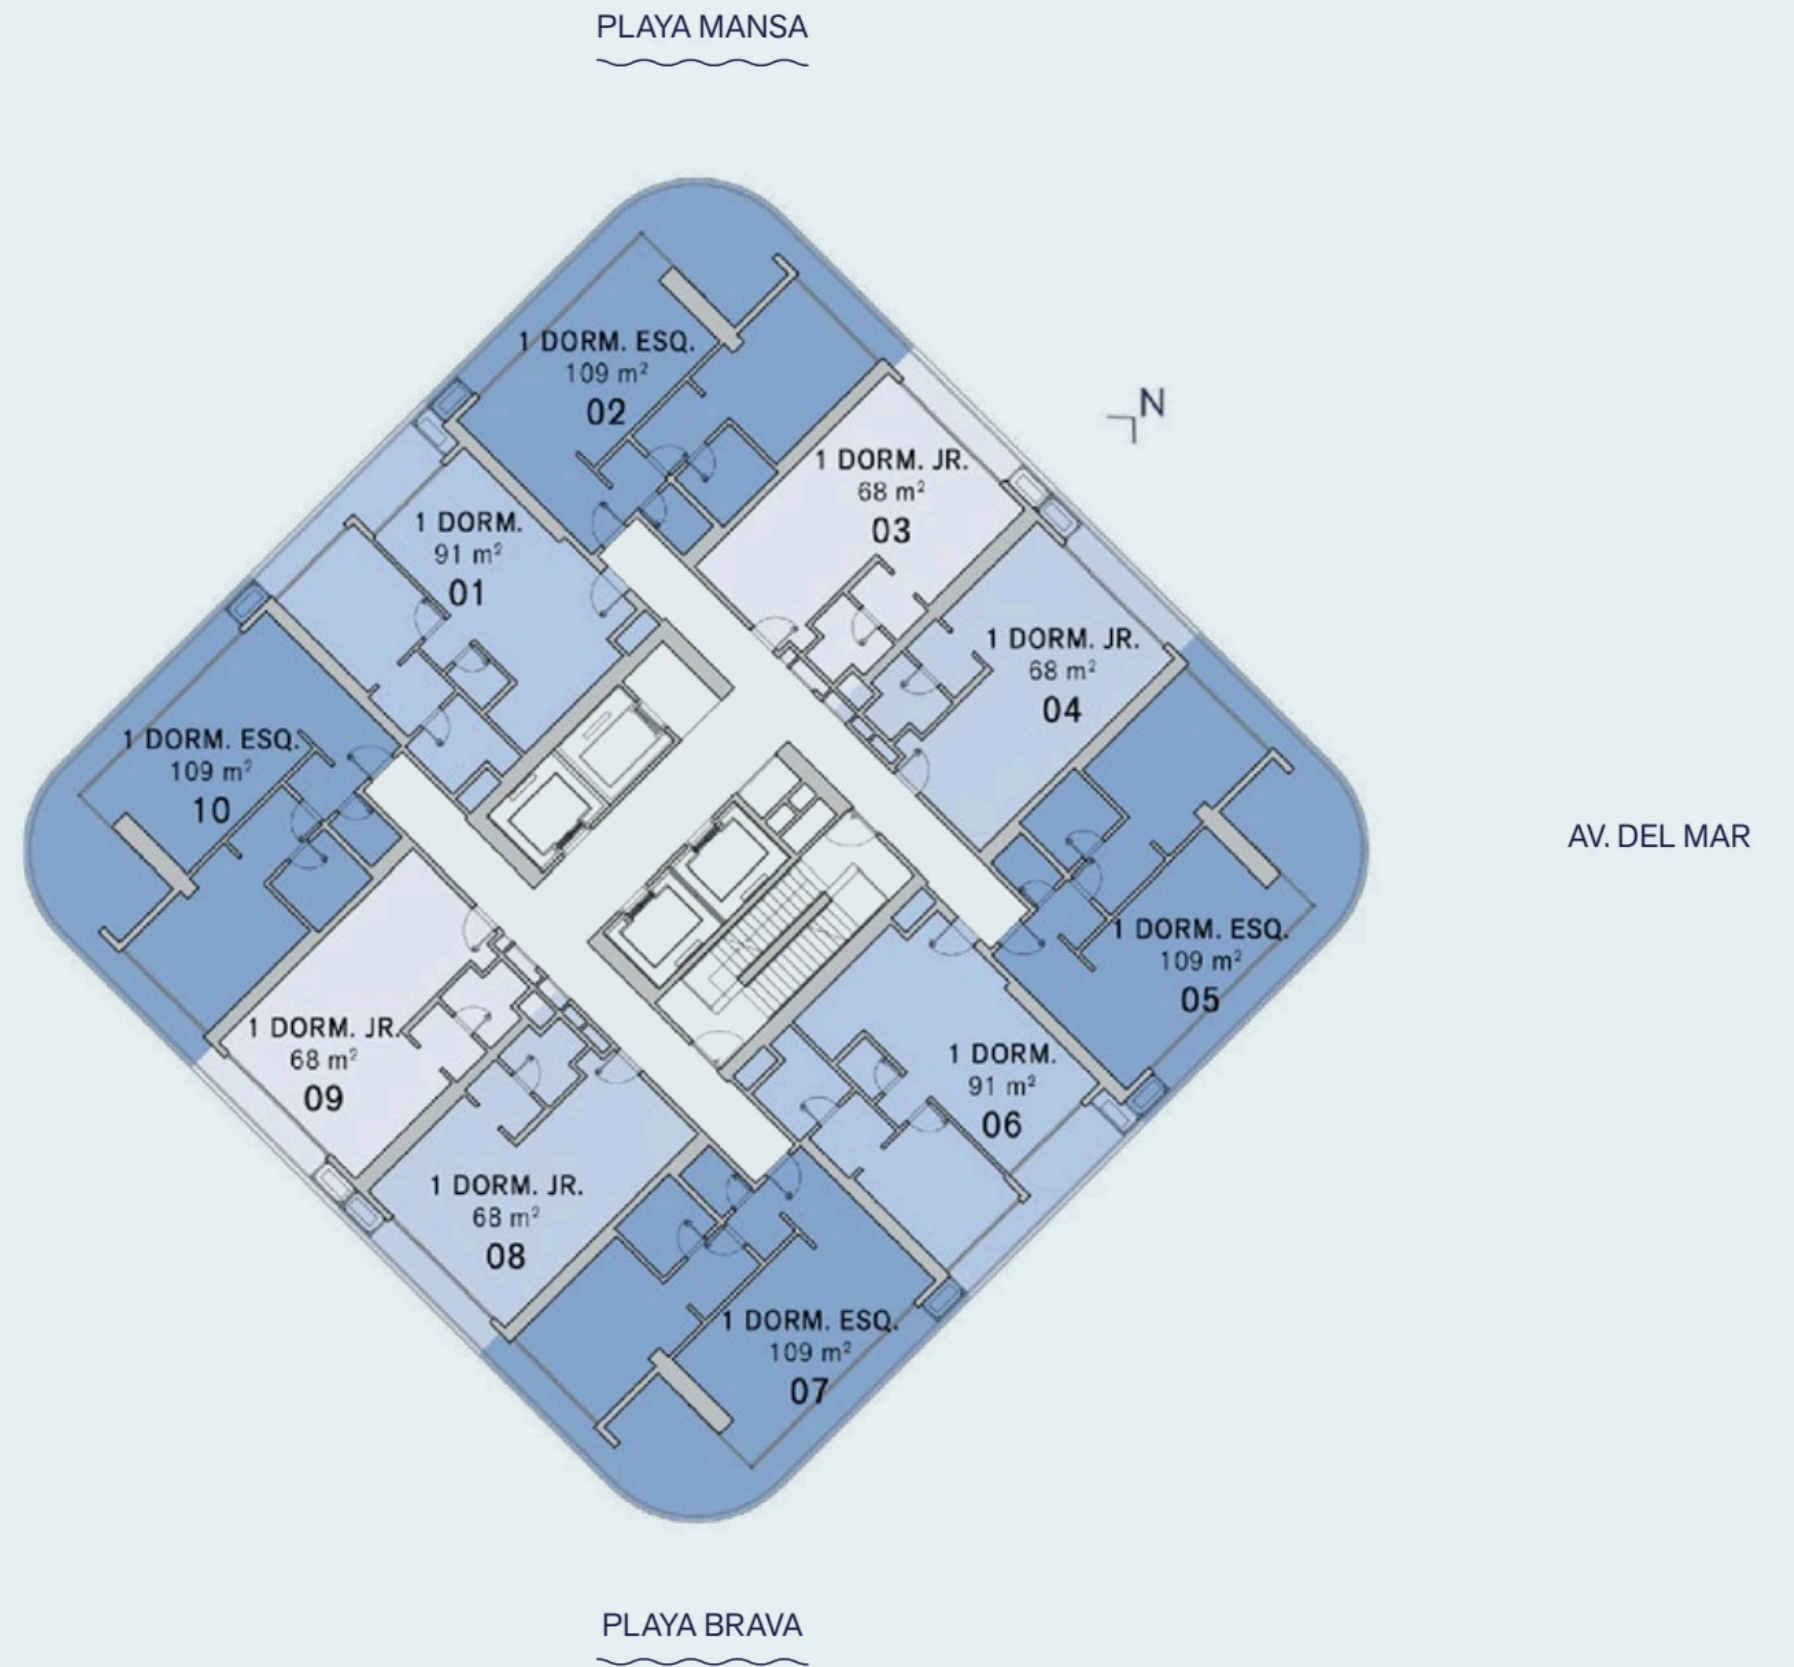 PLAYA MANSA
1 DORM. ESQ.
109 m²
02
N
1 DORM. JR.
68 m²
03
1 DORM.
91 m²
01
1 DORM. JR.
68 m²
04
1 DORM. ESQ.
109 m²
10
AV. DEL MAR
1 DORM. ESQ.
109 m²
05
1 DORM. JR.
68 m²
09
1 DORM.
91 m²
06
1 DORM. JR.
68 m²
08
1 DORM. ESQ.
109 m²
07
PLAYA BRAVA